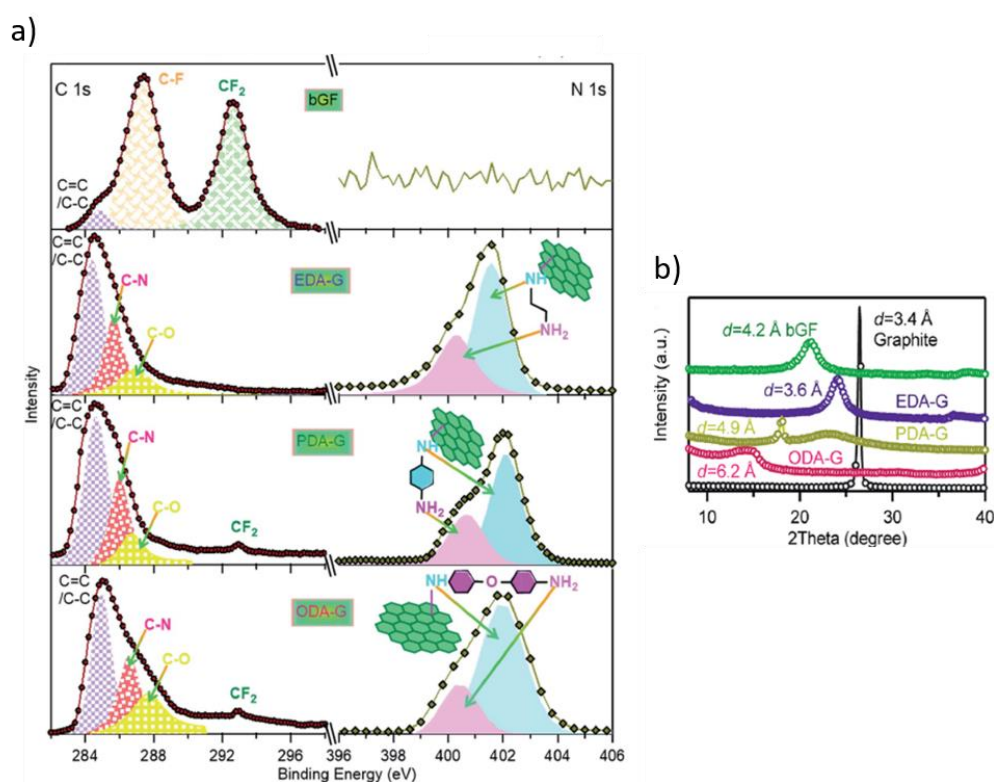 a)
C 1s
C-F
CF2
bGF
N 1s
C=C
/C-C
C=C
/C-C
C-N
C-O
EDA-G
NH
NH2
C=C
/C-C
C-N
C-O
CF2
PDA-G
NH
NH2
C=C
/C-C
C-N
C-O
CF2
ODA-G
NH
O
NH2
Intensity
284 288 292 296 396 398 400 402 404 406
Binding Energy (eV)
b)
d=4.2 Å bGF
d=3.4 Å
Graphite
d=3.6 Å
EDA-G
d=4.9 Å
PDA-G
ODA-G
d=6.2 Å
Intensity (a.u.)
10 20 30 40
2Theta (degree)